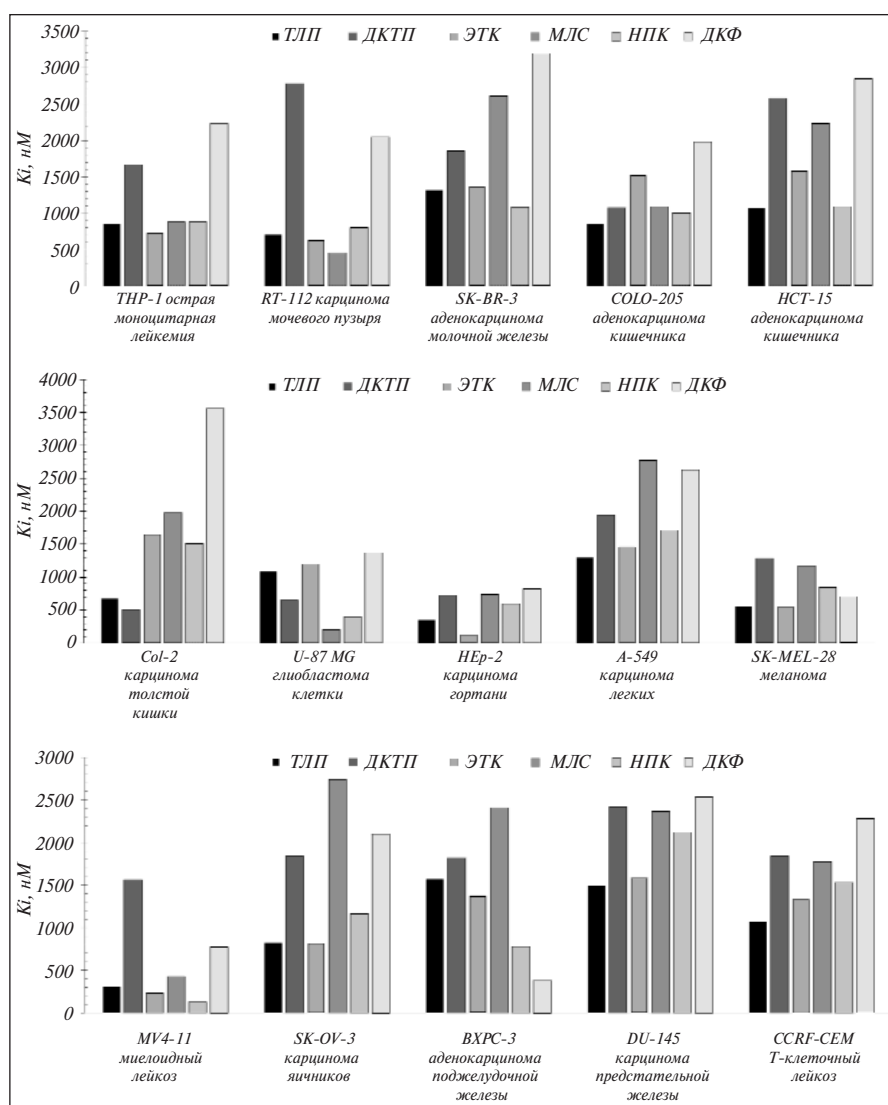 ТЛП ДКТП ЭТК МЛС НПК ДКФ
Ki, нМ
3500
3000
2500
2000
1500
1000
500
0
THP-1 острая моноцитарная лейкемия
RT-112 карцинома мочевого пузыря
SK-BR-3 аденокарцинома молочной железы
COLO-205 аденокарцинома кишечника
HCT-15 аденокарцинома кишечника
ТЛП ДКТП ЭТК МЛС НПК ДКФ
Ki, нМ
4000
3500
3000
2500
2000
1500
1000
500
0
Col-2 карцинома толстой кишки
U-87 MG глиобластома клетки
HEp-2 карцинома гортани
A-549 карцинома легких
SK-MEL-28 меланома
ТЛП ДКТП ЭТК МЛС НПК ДКФ
Ki, нМ
3000
2500
2000
1500
1000
500
0
MV4-11 миелоидный лейкоз
SK-OV-3 карцинома яичников
BXPC-3 аденокарцинома поджелудочной железы
DU-145 карцинома предстательной железы
CCRF-CEM Т-клеточный лейкоз